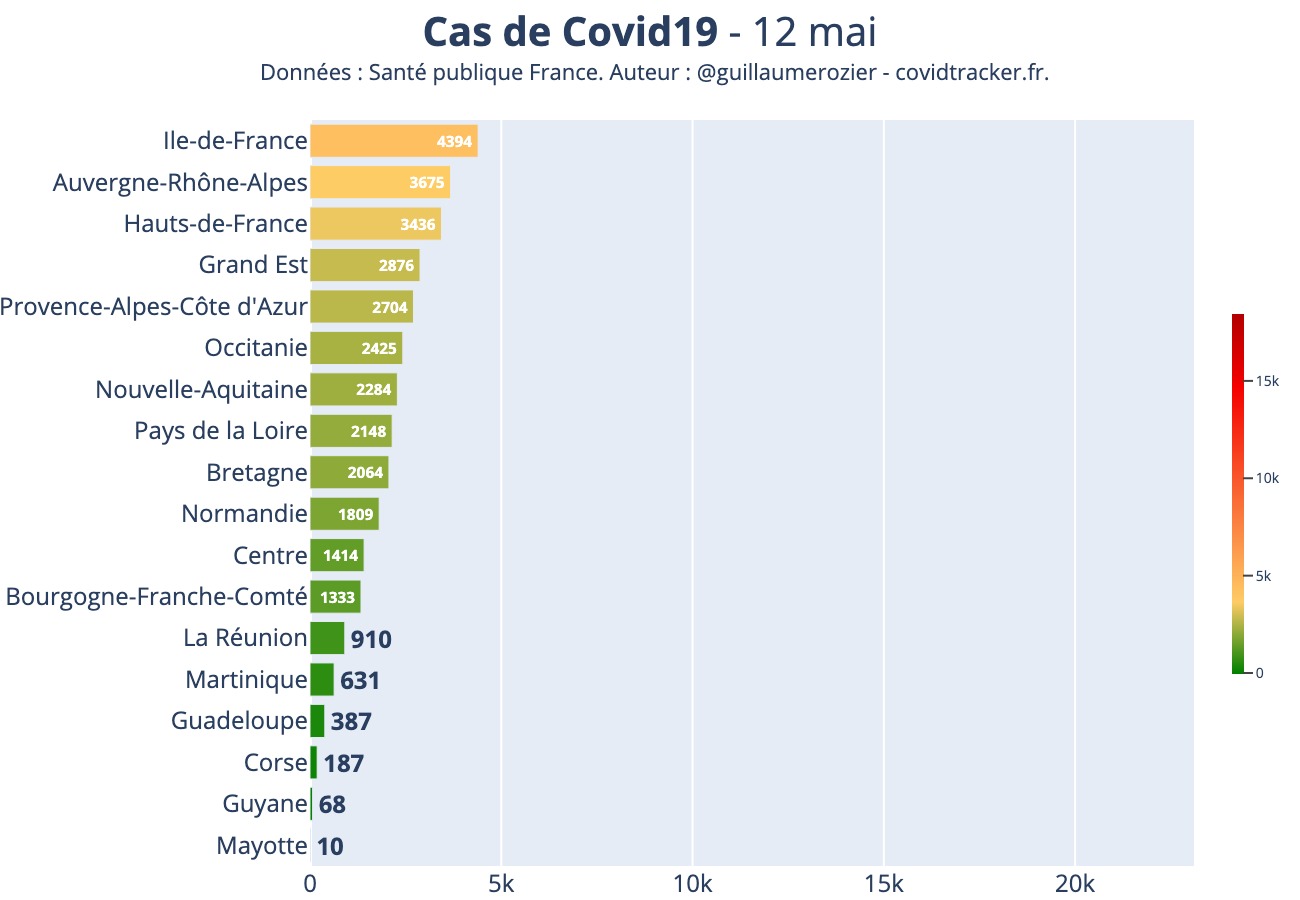 Cas de Covid19 - 12 mai
Données : Santé publique France. Auteur : @guillaumerozier - covidtracker.fr.
Ile-de-France 4394
Auvergne-Rhône-Alpes 3675
Hauts-de-France 3436
Grand Est 2876
Provence-Alpes-Côte d'Azur 2704
Occitanie 2425
Nouvelle-Aquitaine 2284
Pays de la Loire 2148
Bretagne 2064
Normandie 1809
Centre 1414
Bourgogne-Franche-Comté 1333
La Réunion 910
Martinique 631
Guadeloupe 387
Corse 187
Guyane 68
Mayotte 10
0 5k 10k 15k 20k
15k
10k
5k
0